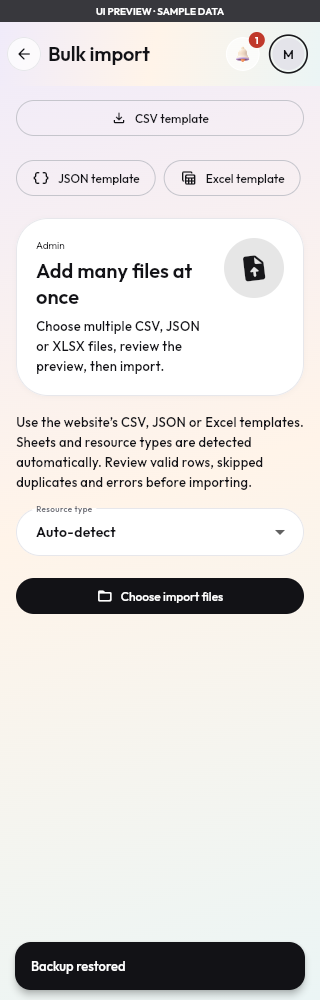 UI PREVIEW · SAMPLE DATA
Bulk import
1
M
CSV template
JSON template
Excel template
Admin
Add many files at
once
Choose multiple CSV, JSON
or XLSX files, review the
preview, then import.
Use the website's CSV, JSON or Excel templates.
Sheets and resource types are detected
automatically. Review valid rows, skipped
duplicates and errors before importing.
Resource type
Auto-detect
Choose import files
Backup restored